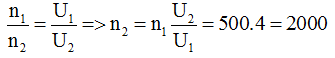 n₁/n₂ = U₁/U₂ => n₂ = n₁ U₂/U₁ = 500.4 = 2000